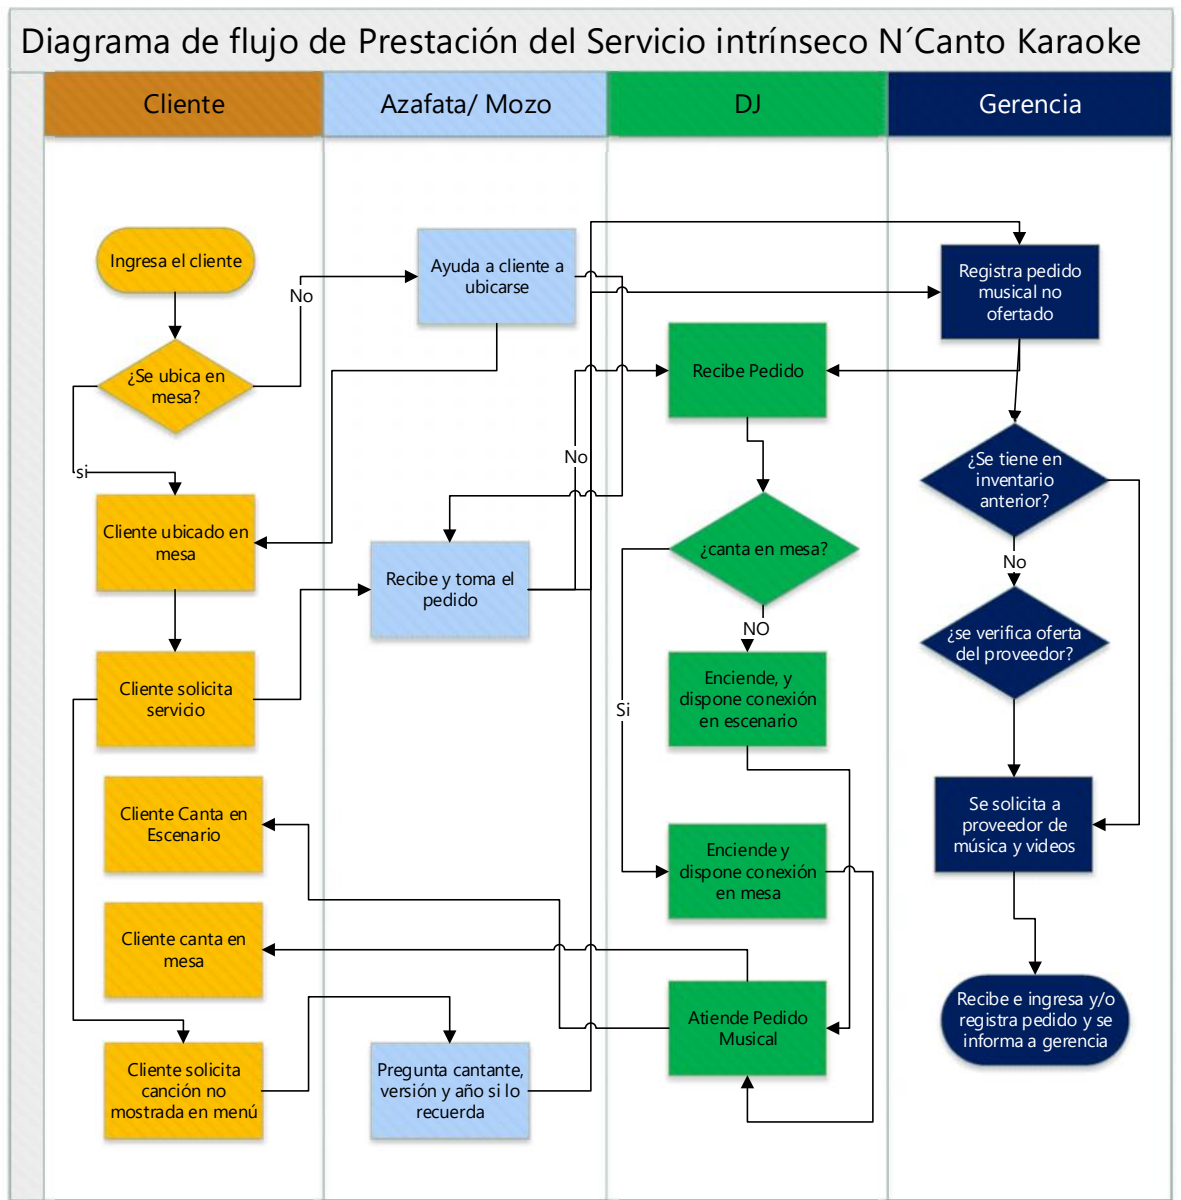 Diagrama de flujo de Prestación del Servicio intrínseco N´Canto Karaoke
Cliente
Azafata/ Mozo
DJ
Gerencia
Ingresa el cliente
No
¿Se ubica en
mesa?
si
Cliente ubicado en
mesa
Cliente solicita
servicio
Cliente Canta en
Escenario
Cliente canta en
mesa
Cliente solicita
canción no
mostrada en menú
Ayuda a cliente a
ubicarse
No
Recibe y toma el
pedido
Pregunta cantante,
versión y año si lo
recuerda
Recibe Pedido
¿canta en mesa?
NO
Si
Enciende, y
dispone conexión
en escenario
Enciende y
dispone conexión
en mesa
Atiende Pedido
Musical
Registra pedido
musical no
ofertado
¿Se tiene en
inventario
anterior?
No
¿se verifica oferta
del proveedor?
Se solicita a
proveedor de
música y videos
Recibe e ingresa y/o
registra pedido y se
informa a gerencia